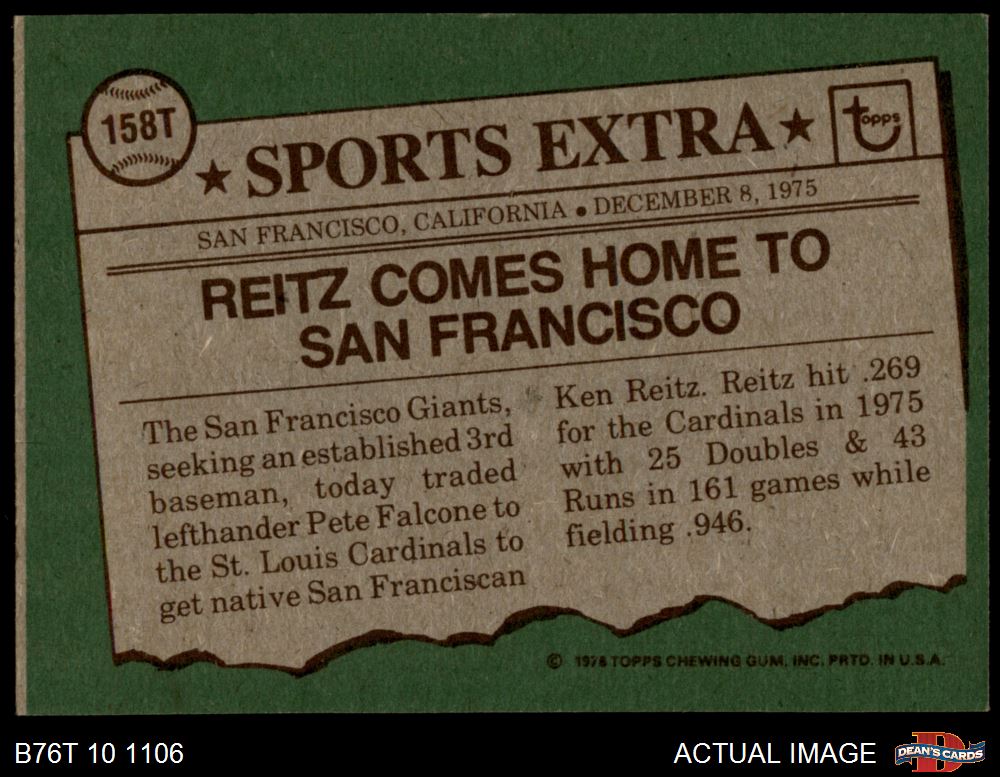 158T
★ SPORTS EXTRA ★
topps
SAN FRANCISCO, CALIFORNIA • DECEMBER 8, 1975
REITZ COMES HOME TO
SAN FRANCISCO
The San Francisco Giants,
seeking an established 3rd
baseman, today traded
lefthander Pete Falcone to
the St. Louis Cardinals to
get native San Franciscan
Ken Reitz. Reitz hit .269
for the Cardinals in 1975
with 25 Doubles & 43
Runs in 161 games while
fielding .946.
© 1976 TOPPS CHEWING GUM, INC. PRTD. IN U.S.A.
B76T 10 1106
ACTUAL IMAGE
DEAN'S CARDS